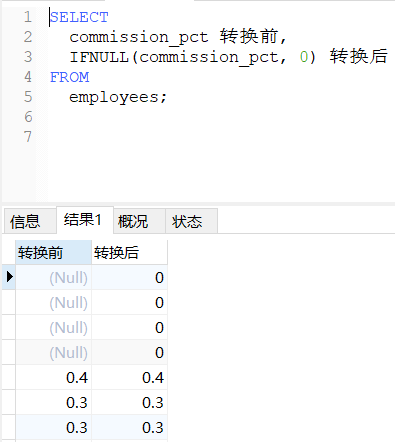 1 SELECT
2 commission_pct 转换前,
3 IFNULL(commission_pct, 0) 转换后
4 FROM
5 employees;
6
7
信息 结果1 概况 状态
转换前 转换后
(Null) 0
(Null) 0
(Null) 0
(Null) 0
0.4 0.4
0.3 0.3
0.3 0.3